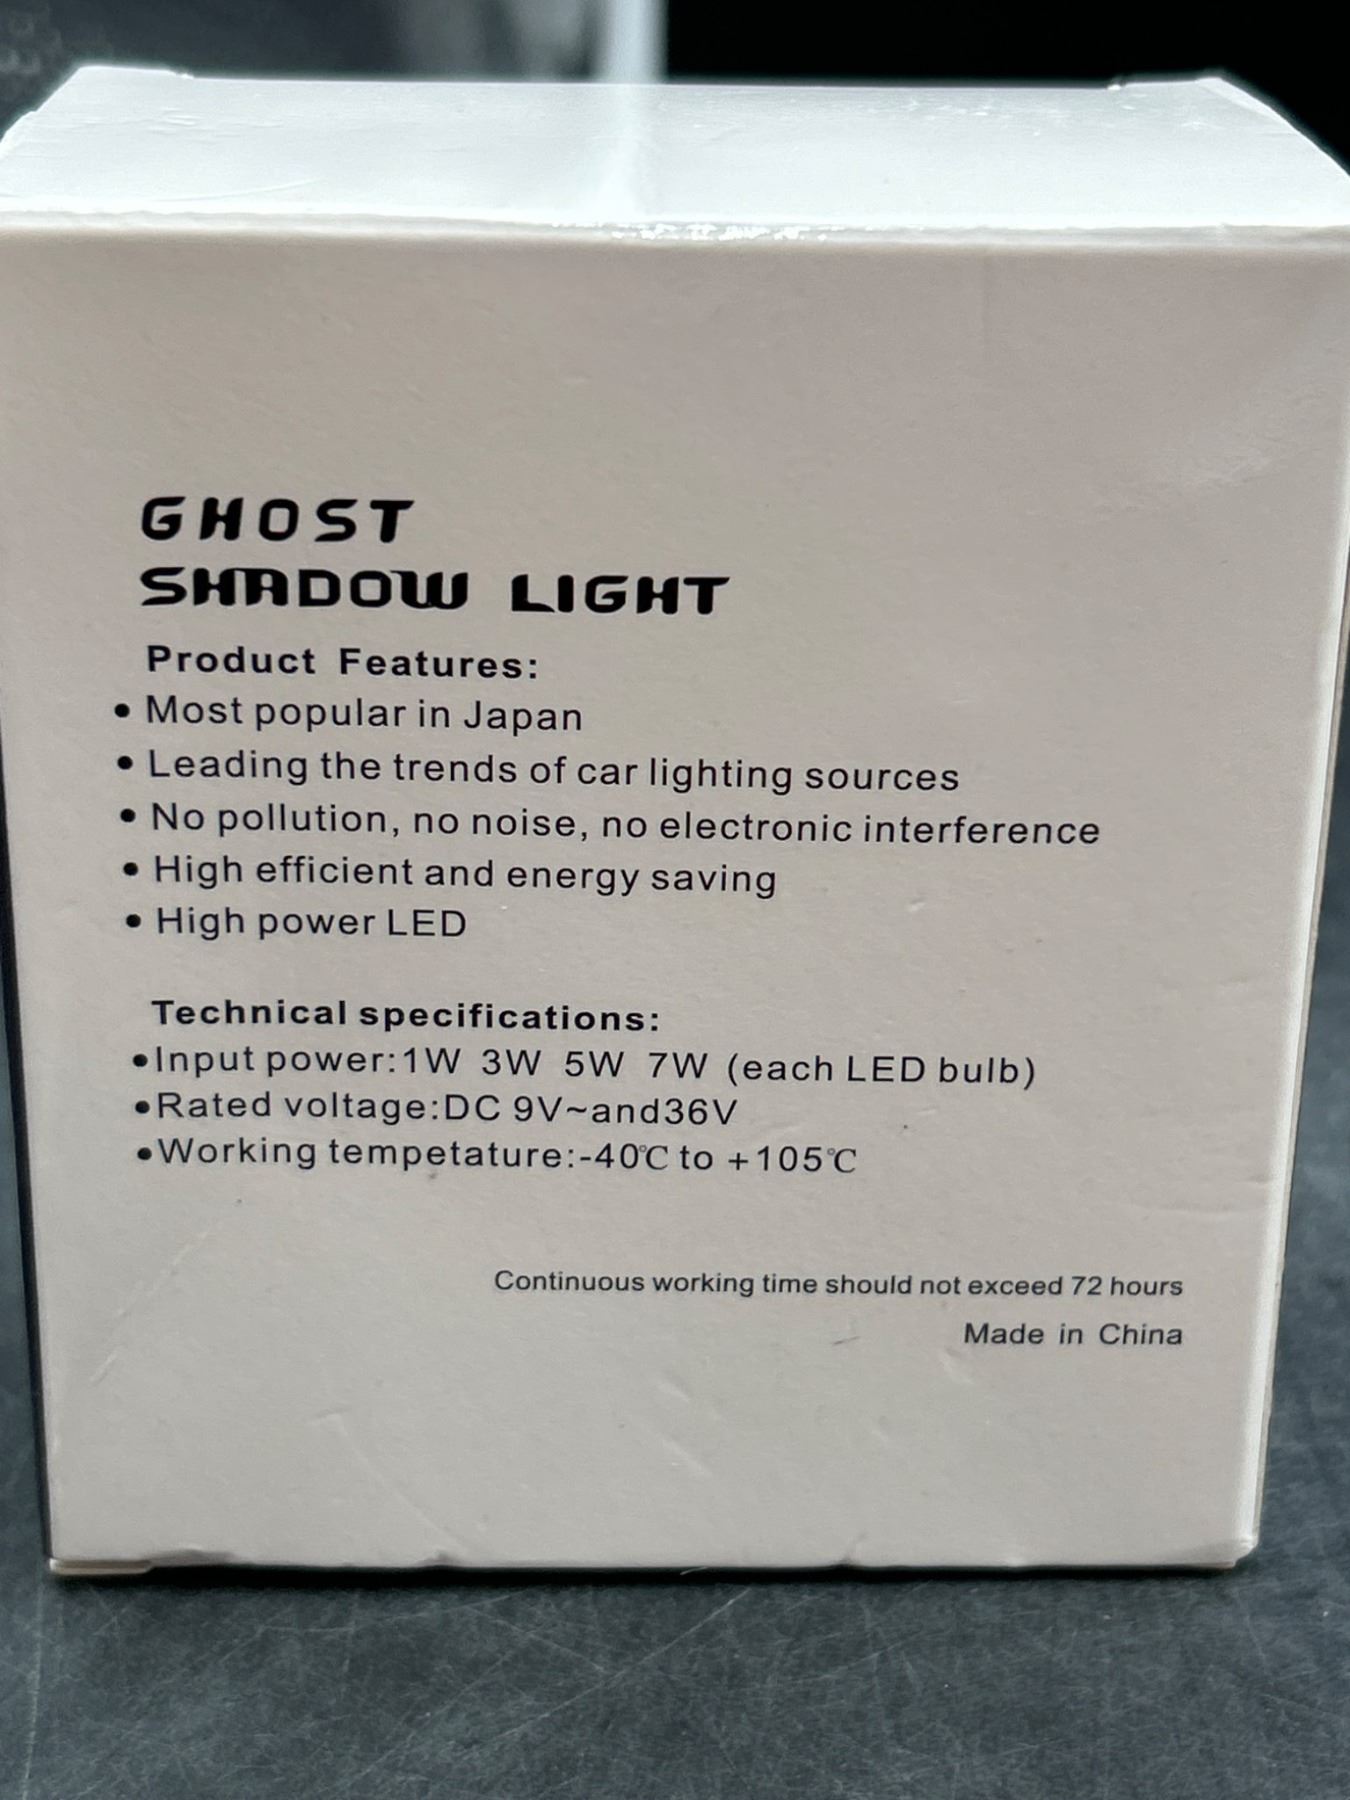 GHOST
SHADOW LIGHT
Product Features:
• Most popular in Japan
• Leading the trends of car lighting sources
• No pollution, no noise, no electronic interference
• High efficient and energy saving
• High power LED
Technical specifications:
•Input power:1W 3W 5W 7W (each LED bulb)
•Rated voltage:DC 9V~and36V
•Working tempetature:-40℃ to +105℃
Continuous working time should not exceed 72 hours
Made in China